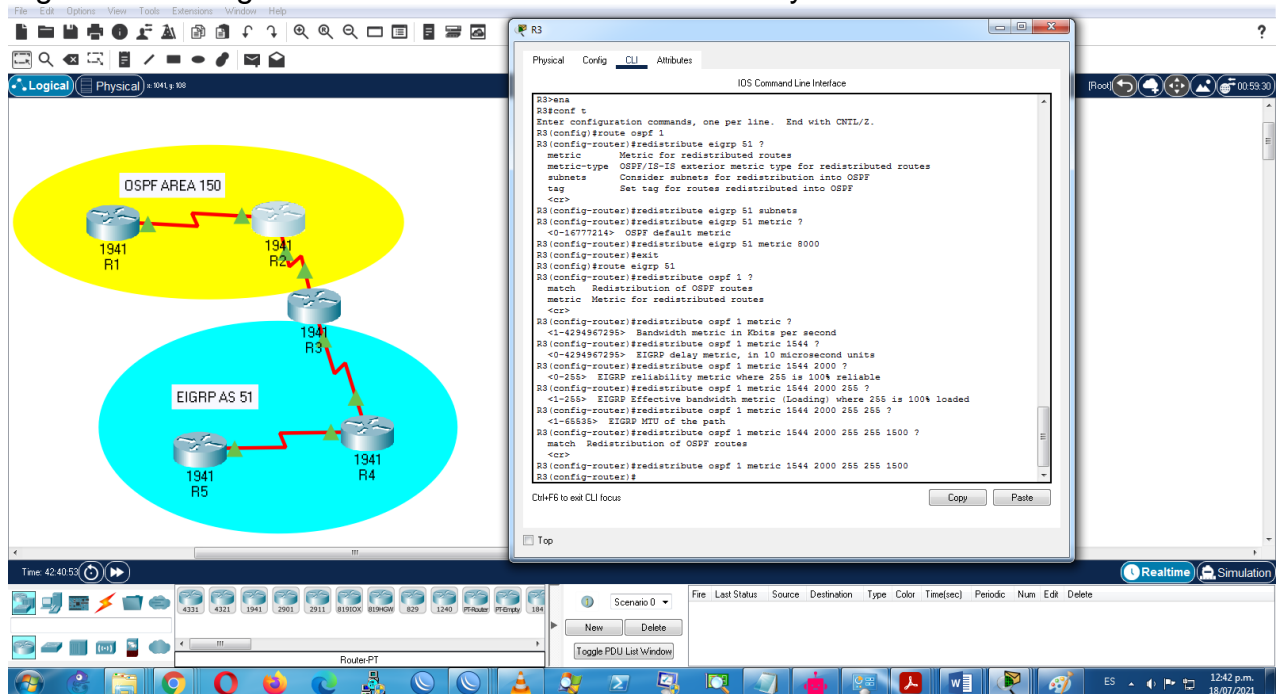 File Edit Options View Tools Extensions Window Help
?
Logical Physical x: 1041, y: 108
[Root] 00:59:30
OSPF AREA 150
1941
R1
1941
R2
1941
R3
EIGRP AS 51
1941
R4
1941
R5
R3
Physical Config CLI Attributes
IOS Command Line Interface
R3>ena
R3#conf t
Enter configuration commands, one per line. End with CNTL/Z.
R3(config)#route ospf 1
R3(config-router)#redistribute eigrp 51 ?
metric Metric for redistributed routes
metric-type OSPF/IS-IS exterior metric type for redistributed routes
subnets Consider subnets for redistribution into OSPF
tag Set tag for routes redistributed into OSPF
<cr>
R3(config-router)#redistribute eigrp 51 subnets
R3(config-router)#redistribute eigrp 51 metric ?
<0-16777214> OSPF default metric
R3(config-router)#redistribute eigrp 51 metric 8000
R3(config-router)#exit
R3(config)#route eigrp 51
R3(config-router)#redistribute ospf 1 ?
match Redistribution of OSPF routes
metric Metric for redistributed routes
<cr>
R3(config-router)#redistribute ospf 1 metric ?
<1-4294967295> Bandwidth metric in Kbits per second
R3(config-router)#redistribute ospf 1 metric 1544 ?
<0-4294967295> EIGRP delay metric, in 10 microsecond units
R3(config-router)#redistribute ospf 1 metric 1544 2000 ?
<0-255> EIGRP reliability metric where 255 is 100% reliable
R3(config-router)#redistribute ospf 1 metric 1544 2000 255 ?
<1-255> EIGRP Effective bandwidth metric (Loading) where 255 is 100% loaded
R3(config-router)#redistribute ospf 1 metric 1544 2000 255 255 ?
<1-65535> EIGRP MTU of the path
R3(config-router)#redistribute ospf 1 metric 1544 2000 255 255 1500 ?
match Redistribution of OSPF routes
<cr>
R3(config-router)#redistribute ospf 1 metric 1544 2000 255 255 1500
R3(config-router)#
Ctrl+F6 to exit CLI focus
Copy Paste
Top
Time: 42:40:53
Realtime Simulation
4331 4321 1941 2901 2911 819IOX 819HGW 829 1240 PT-Router PT-Empty 184
Router-PT
Scenario 0
New Delete
Toggle PDU List Window
Fire Last Status Source Destination Type Color Time(sec) Periodic Num Edit Delete
ES 12:42 p.m.
18/07/2021